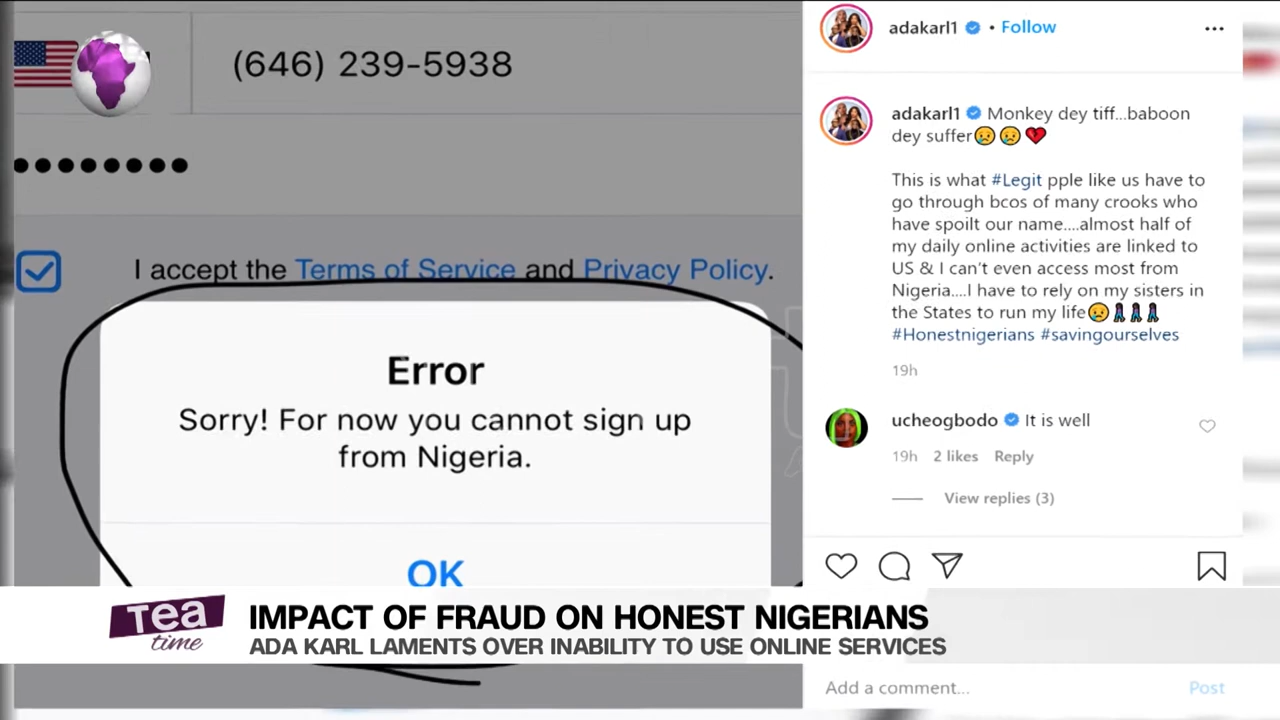 (646) 239-5938
I accept the Terms of Service and Privacy Policy.
Error
Sorry! For now you cannot sign up
from Nigeria.
OK
adakarl1 • Follow
adakarl1 Monkey dey tiff...baboon
dey suffer😢😢💔
This is what #Legit pple like us have to
go through bcos of many crooks who
have spoilt our name....almost half of
my daily online activities are linked to
US & I can't even access most from
Nigeria....I have to rely on my sisters in
the States to run my life😢
#Honestnigerians #savingourselves
19h
ucheogbodo It is well
19h 2 likes Reply
View replies (3)
Add a comment... Post
Tea
time
IMPACT OF FRAUD ON HONEST NIGERIANS
ADA KARL LAMENTS OVER INABILITY TO USE ONLINE SERVICES